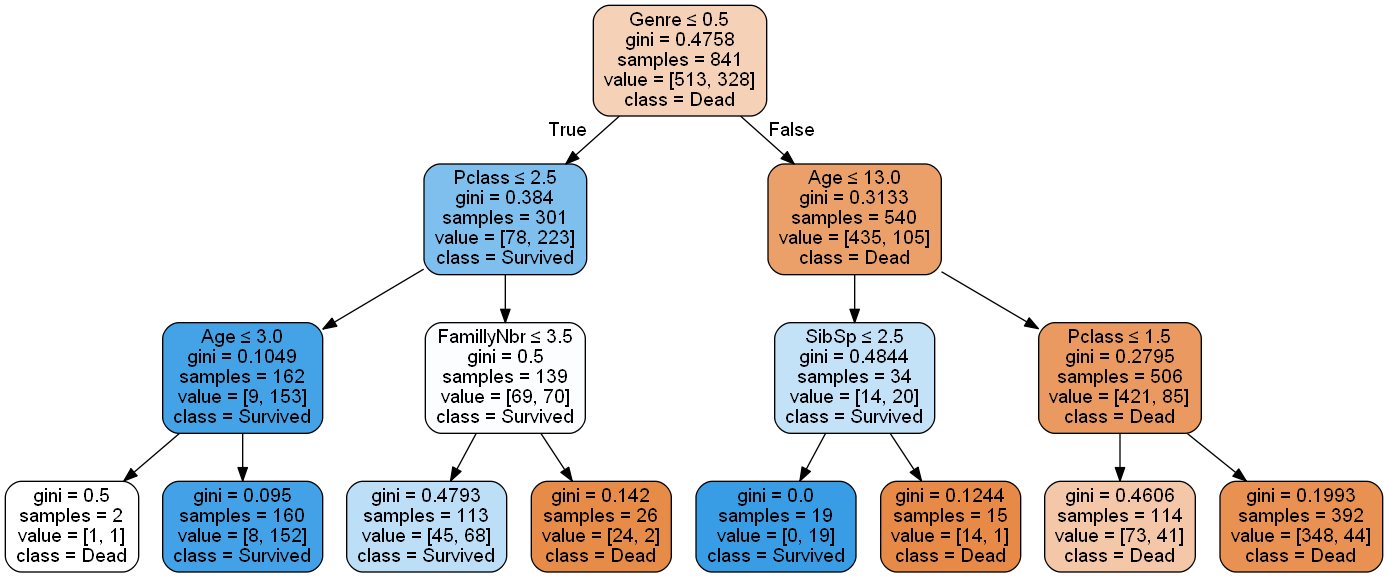 Genre ≤ 0.5
gini = 0.4758
samples = 841
value = [513, 328]
class = Dead
True
False
Pclass ≤ 2.5
gini = 0.384
samples = 301
value = [78, 223]
class = Survived
Age ≤ 13.0
gini = 0.3133
samples = 540
value = [435, 105]
class = Dead
Age ≤ 3.0
gini = 0.1049
samples = 162
value = [9, 153]
class = Survived
FamillyNbr ≤ 3.5
gini = 0.5
samples = 139
value = [69, 70]
class = Survived
SibSp ≤ 2.5
gini = 0.4844
samples = 34
value = [14, 20]
class = Survived
Pclass ≤ 1.5
gini = 0.2795
samples = 506
value = [421, 85]
class = Dead
gini = 0.5
samples = 2
value = [1, 1]
class = Dead
gini = 0.095
samples = 160
value = [8, 152]
class = Survived
gini = 0.4793
samples = 113
value = [45, 68]
class = Survived
gini = 0.142
samples = 26
value = [24, 2]
class = Dead
gini = 0.0
samples = 19
value = [0, 19]
class = Survived
gini = 0.1244
samples = 15
value = [14, 1]
class = Dead
gini = 0.4606
samples = 114
value = [73, 41]
class = Dead
gini = 0.1993
samples = 392
value = [348, 44]
class = Dead